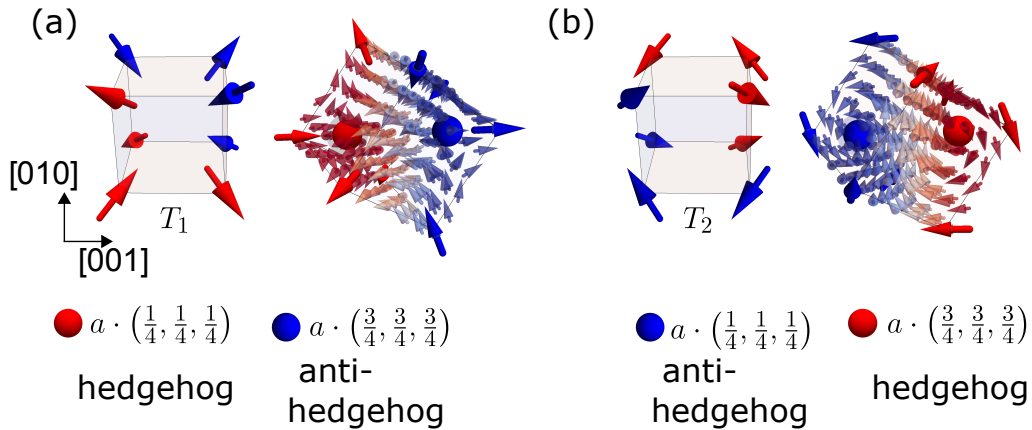 (a)
(b)
[010]
[001]
T₁
T₂
a · (1/4, 1/4, 1/4)
a · (3/4, 3/4, 3/4)
a · (1/4, 1/4, 1/4)
a · (3/4, 3/4, 3/4)
hedgehog
anti-
hedgehog
anti-
hedgehog
hedgehog